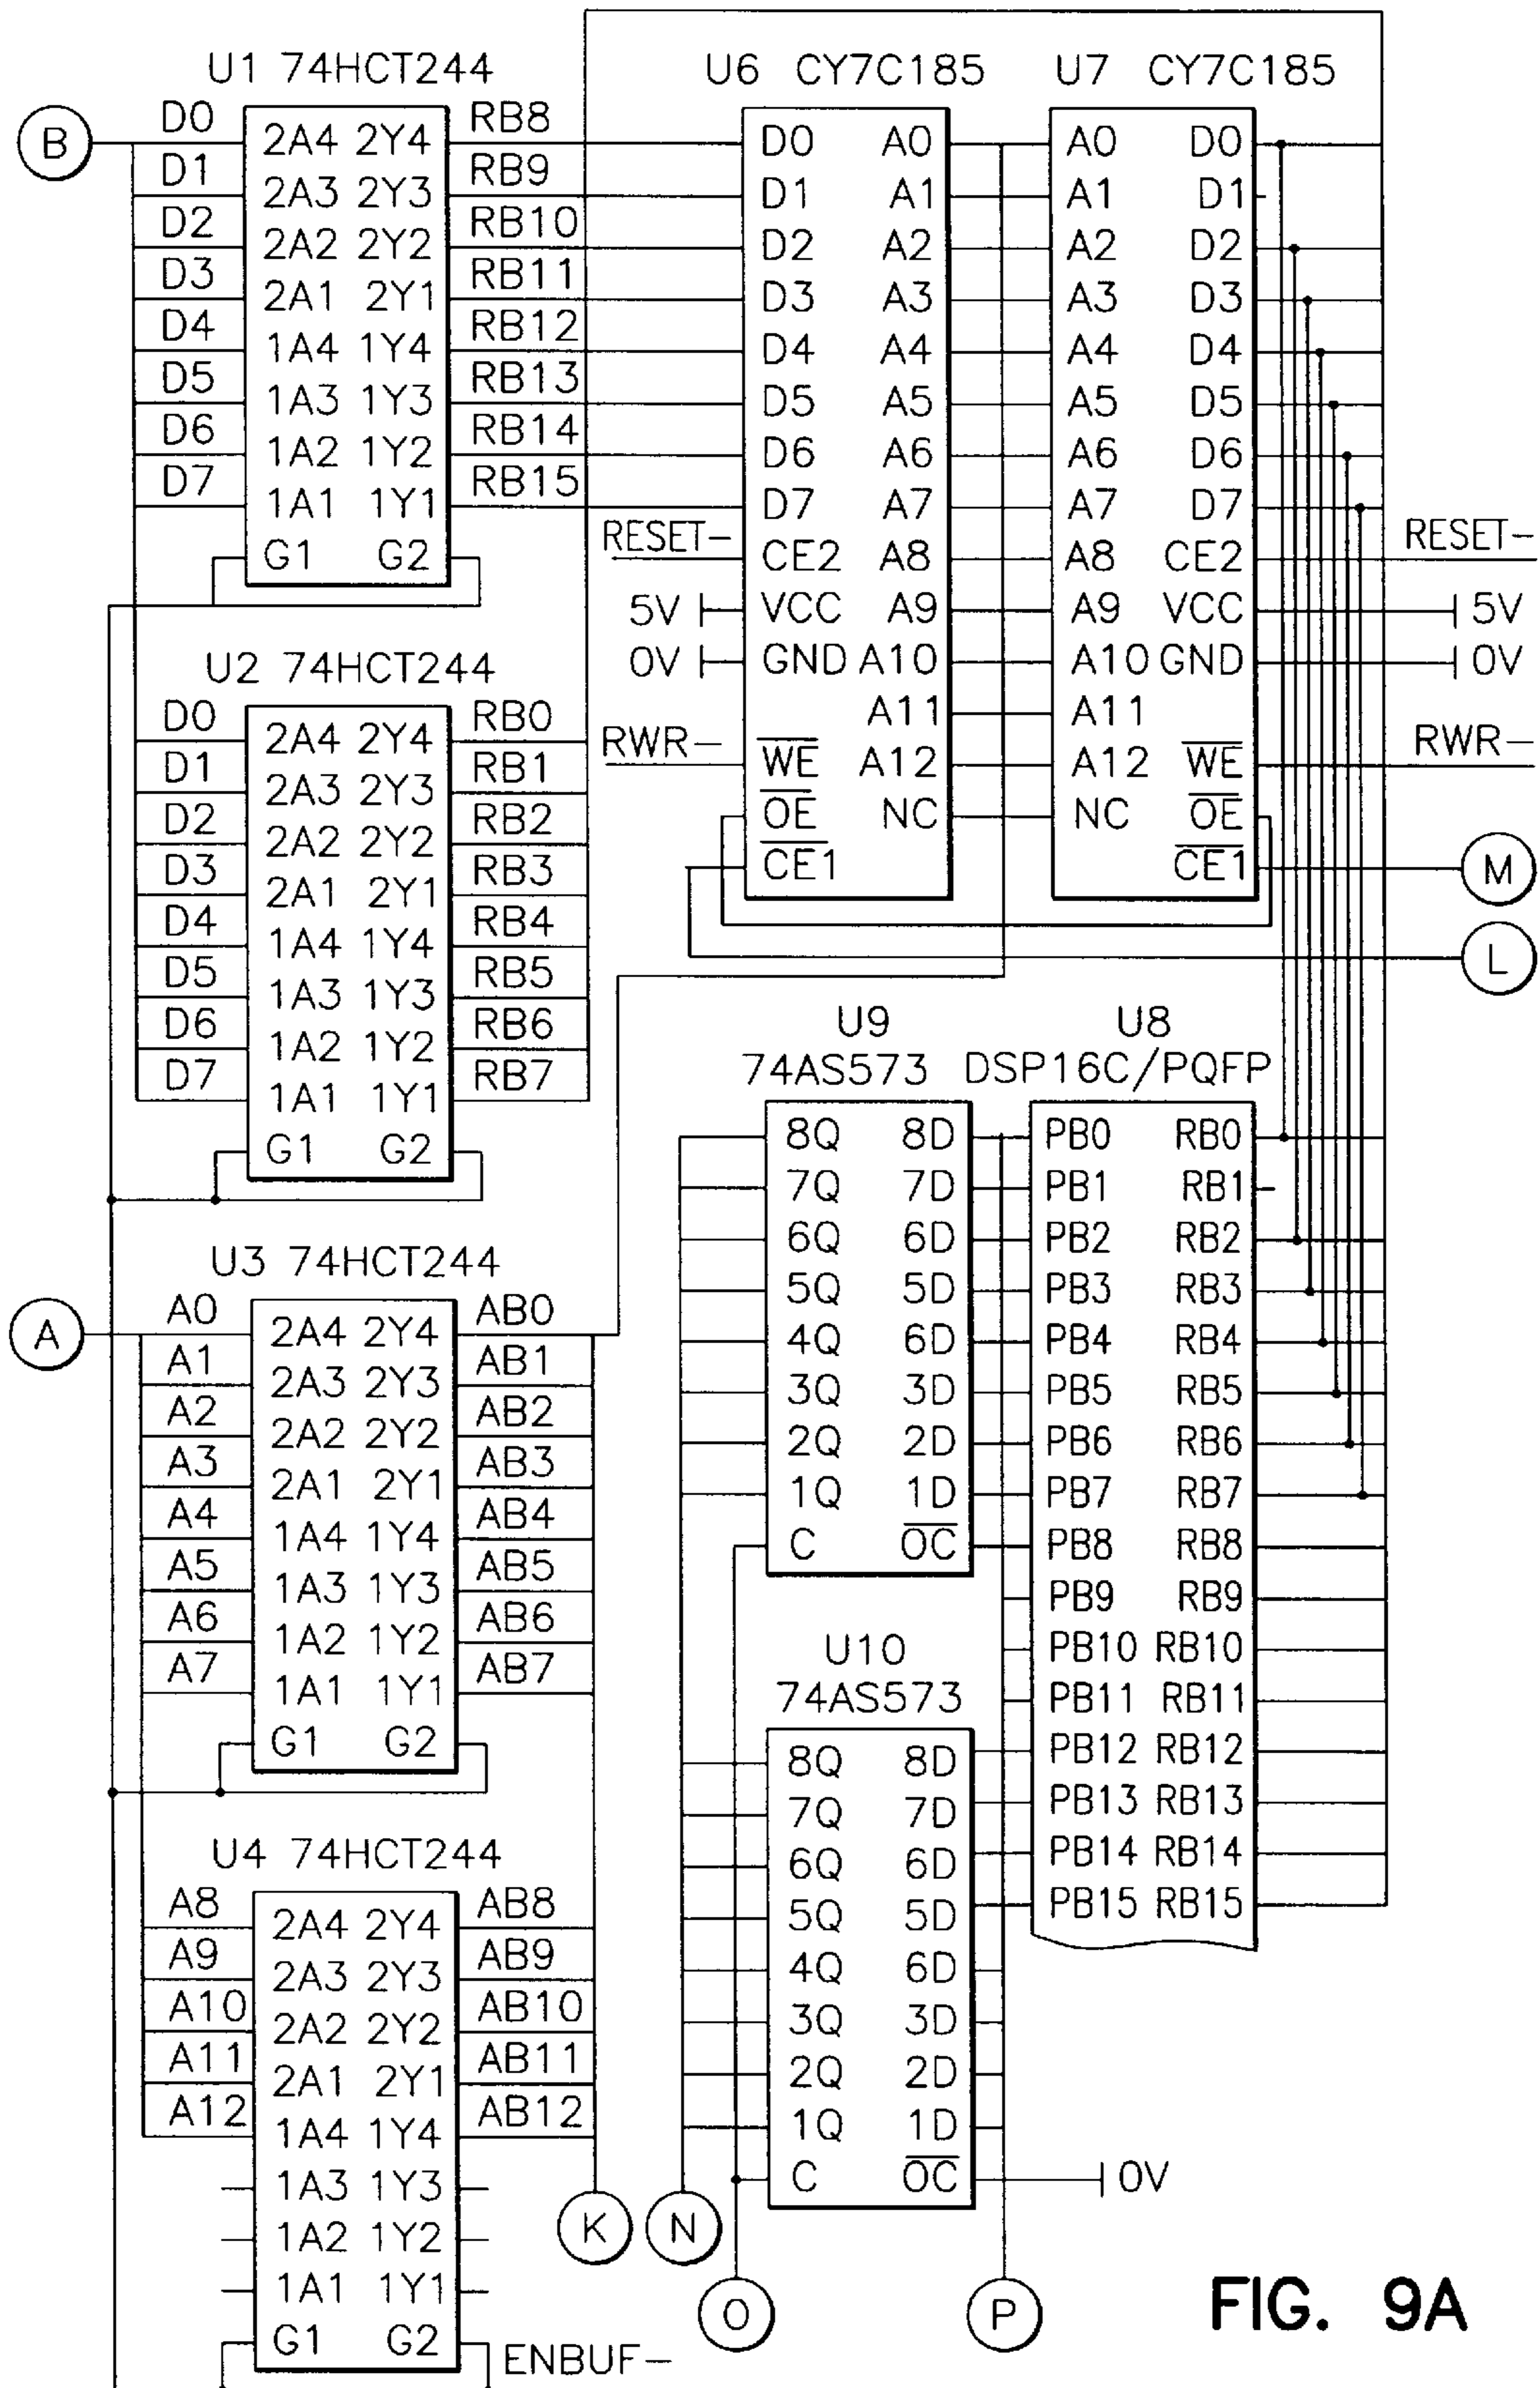 U1 74HCT244
B
D0 2A4 2Y4 RB8
D1 2A3 2Y3 RB9
D2 2A2 2Y2 RB10
D3 2A1 2Y1 RB11
D4 1A4 1Y4 RB12
D5 1A3 1Y3 RB13
D6 1A2 1Y2 RB14
D7 1A1 1Y1 RB15
G1 G2
U2 74HCT244
D0 2A4 2Y4 RB0
D1 2A3 2Y3 RB1
D2 2A2 2Y2 RB2
D3 2A1 2Y1 RB3
D4 1A4 1Y4 RB4
D5 1A3 1Y3 RB5
D6 1A2 1Y2 RB6
D7 1A1 1Y1 RB7
G1 G2
U3 74HCT244
A
A0 2A4 2Y4 AB0
A1 2A3 2Y3 AB1
A2 2A2 2Y2 AB2
A3 2A1 2Y1 AB3
A4 1A4 1Y4 AB4
A5 1A3 1Y3 AB5
A6 1A2 1Y2 AB6
A7 1A1 1Y1 AB7
G1 G2
U4 74HCT244
A8 2A4 2Y4 AB8
A9 2A3 2Y3 AB9
A10 2A2 2Y2 AB10
A11 2A1 2Y1 AB11
A12 1A4 1Y4 AB12
1A3 1Y3
1A2 1Y2
1A1 1Y1
G1 G2
ENBUF-
K
U6 CY7C185
D0 A0
D1 A1
D2 A2
D3 A3
D4 A4
D5 A5
D6 A6
D7 A7
RESET- CE2 A8
5V VCC A9
0V GND A10
A11
RWR- WE A12
OE NC
CE1
U7 CY7C185
A0 D0
A1 D1
A2 D2
A3 D3
A4 D4
A5 D5
A6 D6
A7 D7
A8 CE2 RESET-
A9 VCC 5V
A10 GND 0V
A11
A12 WE RWR-
NC OE
CE1 M
L
U9
74AS573
8Q 8D
7Q 7D
6Q 6D
5Q 5D
4Q 6D
3Q 3D
2Q 2D
1Q 1D
C OC
U10
74AS573
8Q 8D
7Q 7D
6Q 6D
5Q 5D
4Q 6D
3Q 3D
2Q 2D
1Q 1D
C OC 0V
N
O
P
U8
DSP16C/PQFP
PB0 RB0
PB1 RB1
PB2 RB2
PB3 RB3
PB4 RB4
PB5 RB5
PB6 RB6
PB7 RB7
PB8 RB8
PB9 RB9
PB10 RB10
PB11 RB11
PB12 RB12
PB13 RB13
PB14 RB14
PB15 RB15
FIG. 9A